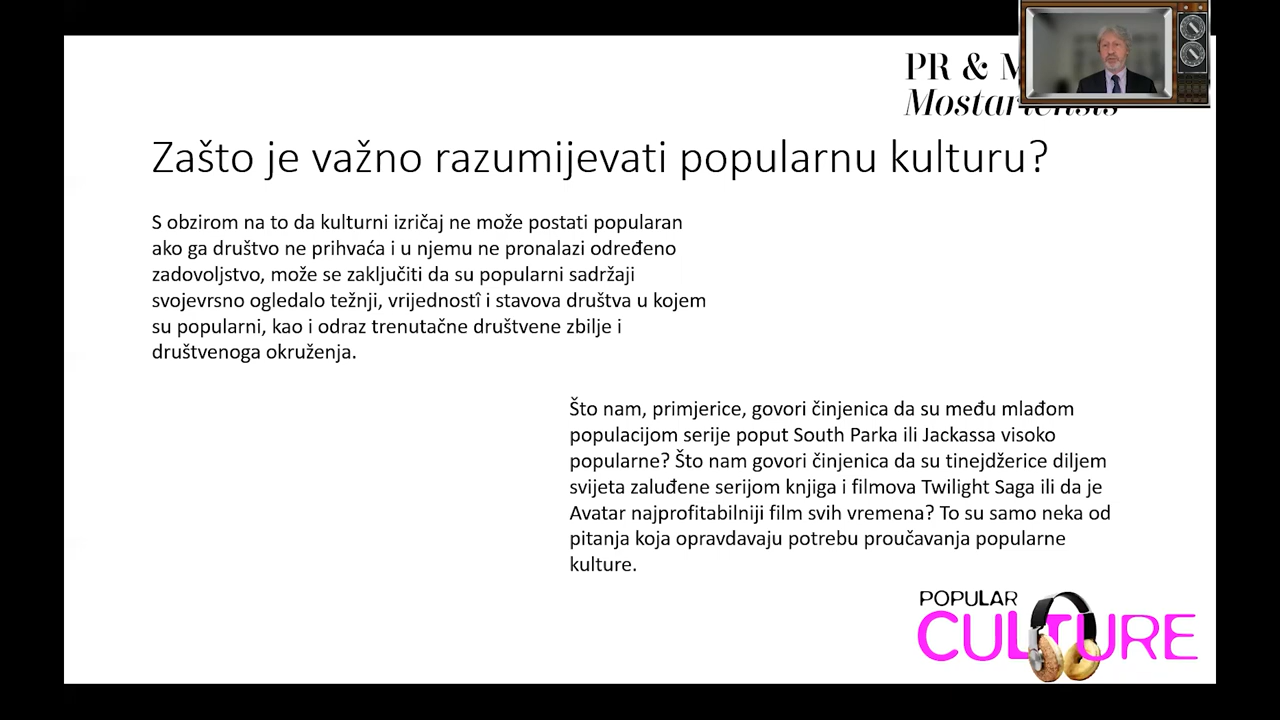 PR &
Mostariensis
Zašto je važno razumijevati popularnu kulturu?
S obzirom na to da kulturni izričaj ne može postati popularan
ako ga društvo ne prihvaća i u njemu ne pronalazi određeno
zadovoljstvo, može se zaključiti da su popularni sadržaji
svojevrsno ogledalo težnji, vrijednostî i stavova društva u kojem
su popularni, kao i odraz trenutačne društvene zbilje i
društvenoga okruženja.
Što nam, primjerice, govori činjenica da su među mlađom
populacijom serije poput South Parka ili Jackassa visoko
popularne? Što nam govori činjenica da su tinejdžerice diljem
svijeta zaluđene serijom knjiga i filmova Twilight Saga ili da je
Avatar najprofitabilniji film svih vremena? To su samo neka od
pitanja koja opravdavaju potrebu proučavanja popularne
kulture.
POPULAR
CULTURE